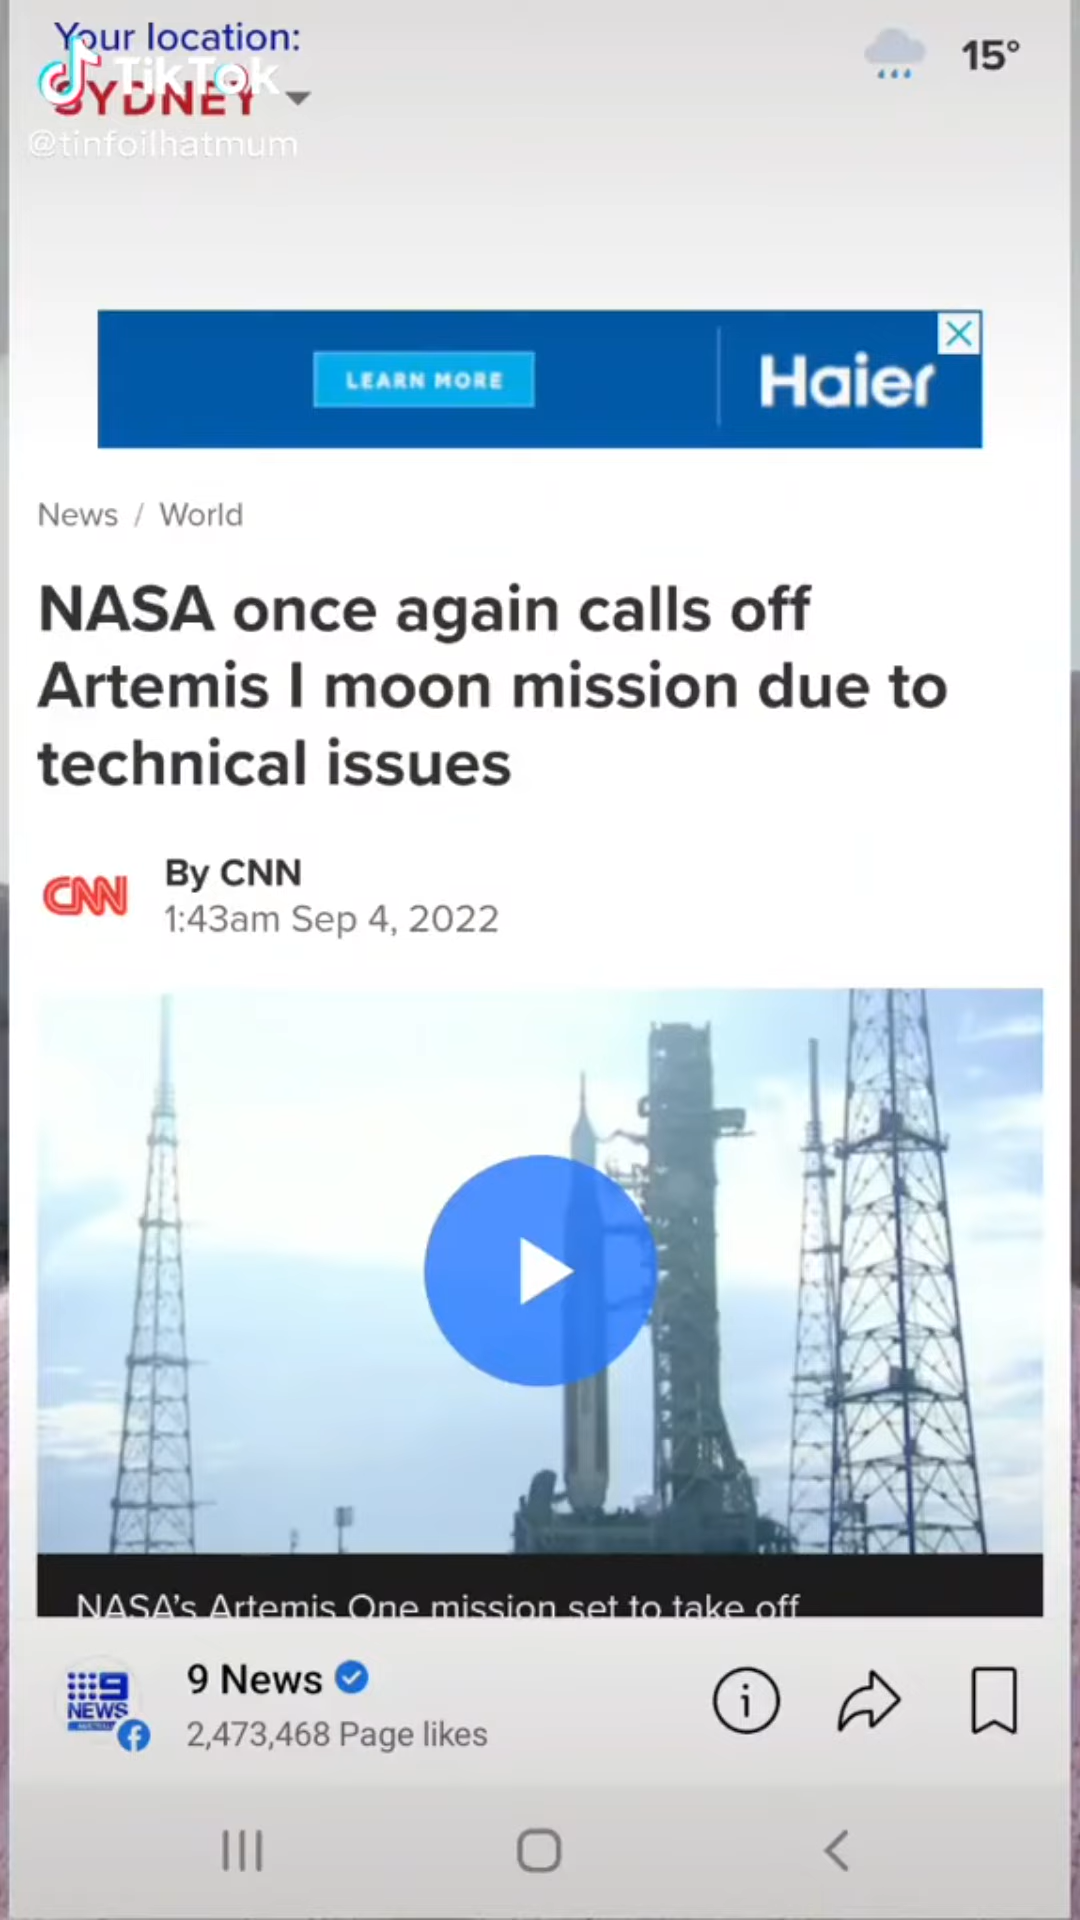 Your location:
SYDNEY
TikTok
@tinfoilhatmum
15°
LEARN MORE
Haier
News / World
NASA once again calls off
Artemis I moon mission due to
technical issues
CNN
By CNN
1:43am Sep 4, 2022
NASA's Artemis One mission set to take off
9 News
2,473,468 Page likes
9
NEWS